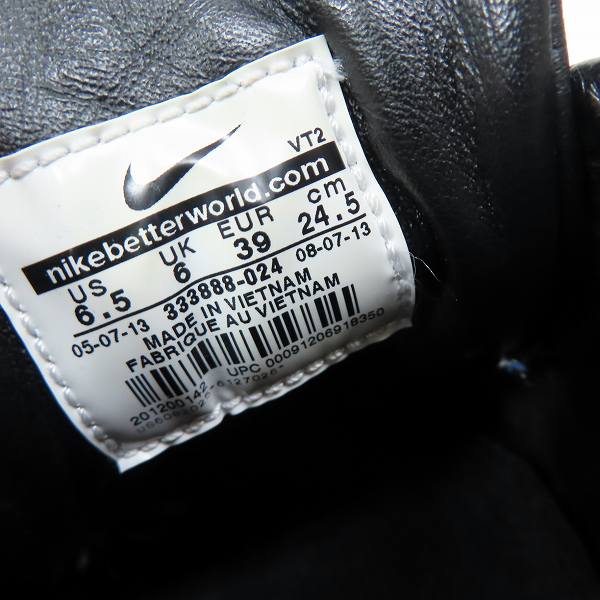 VT2
nikebetterworld.com
US UK EUR cm
6.5 6 39 24.5
05-07-13 333888-024 08-07-13
MADE IN VIETNAM
FABRIQUE AU VIETNAM
UPC 00091206918350
201200142